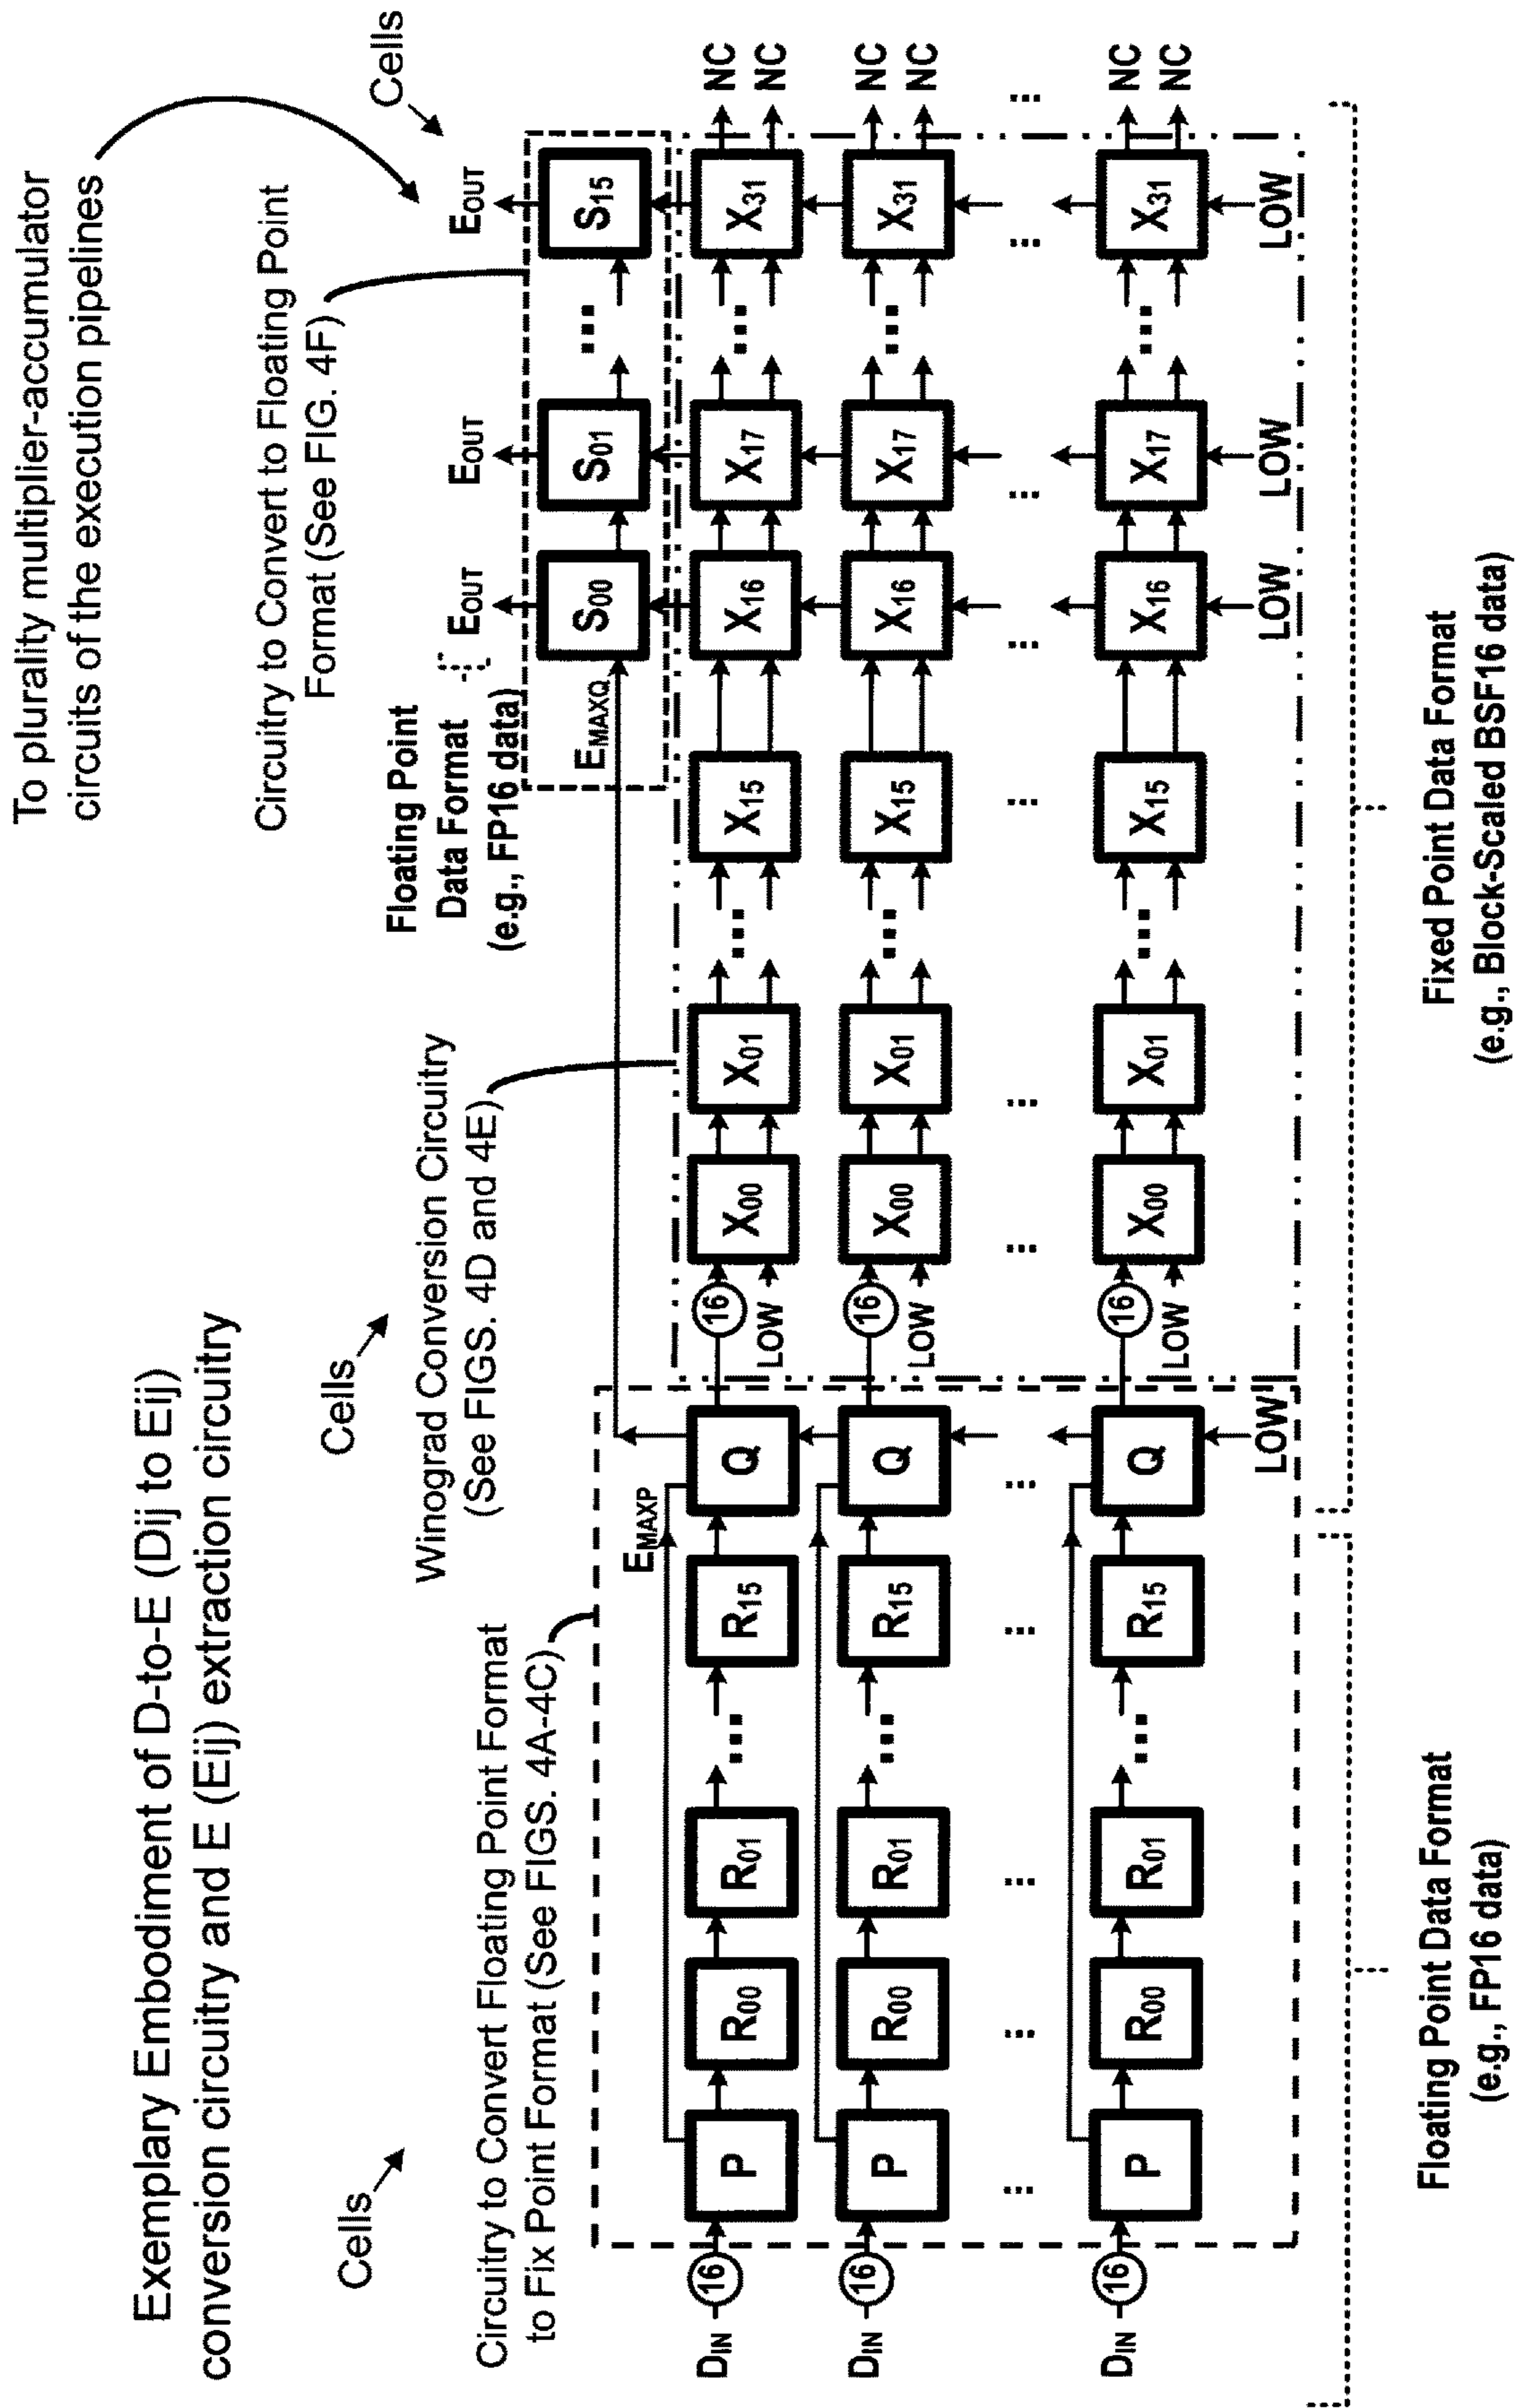 Exemplary Embodiment of D-to-E (Dij to Eij)
conversion circuitry and E (Eij) extraction circuitry
To plurality multiplier-accumulator
circuits of the execution pipelines
Cells
Cells
Cells
Circuitry to Convert Floating Point Format
to Fix Point Format (See FIGS. 4A-4C)
Winograd Conversion Circuitry
(See FIGS. 4D and 4E)
Circuitry to Convert to Floating Point
Format (See FIG. 4F)
Floating Point
Data Format
(e.g., FP16 data)
EOUT EOUT EOUT
EMAXQ S00 S01 ... S15
EMAXP
DIN 16 P R00 R01 ... R15 Q 16 LOW X00 X01 ... X15 X16 X17 ... X31 NC NC
DIN 16 P R00 R01 ... R15 Q 16 LOW X00 X01 ... X15 X16 X17 ... X31 NC NC
... ... ... ... ... ... ... ... ... ... ...
DIN 16 P R00 R01 ... R15 Q 16 LOW X00 X01 ... X15 X16 X17 ... X31 NC NC
LOW LOW LOW LOW
Floating Point Data Format
(e.g., FP16 data)
Fixed Point Data Format
(e.g., Block-Scaled BSF16 data)